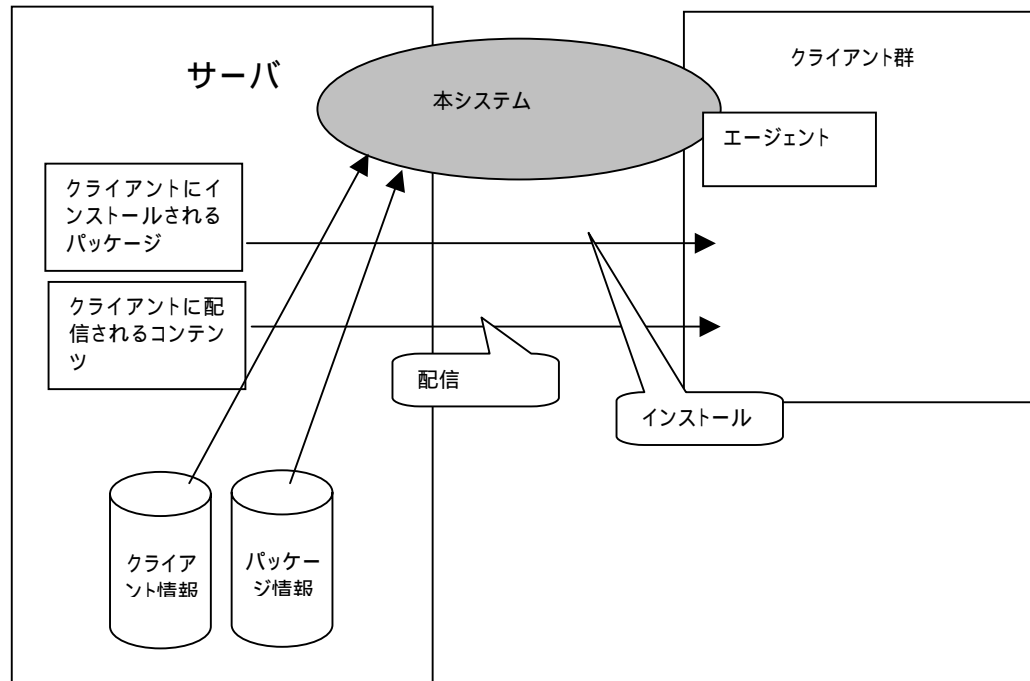 サーバ
本システム
クライアント群
エージェント
クライアントにイ
ンストールされる
パッケージ
クライアントに配
信されるコンテン
ツ
配信
インストール
クライア
ント情報
パッケー
ジ情報